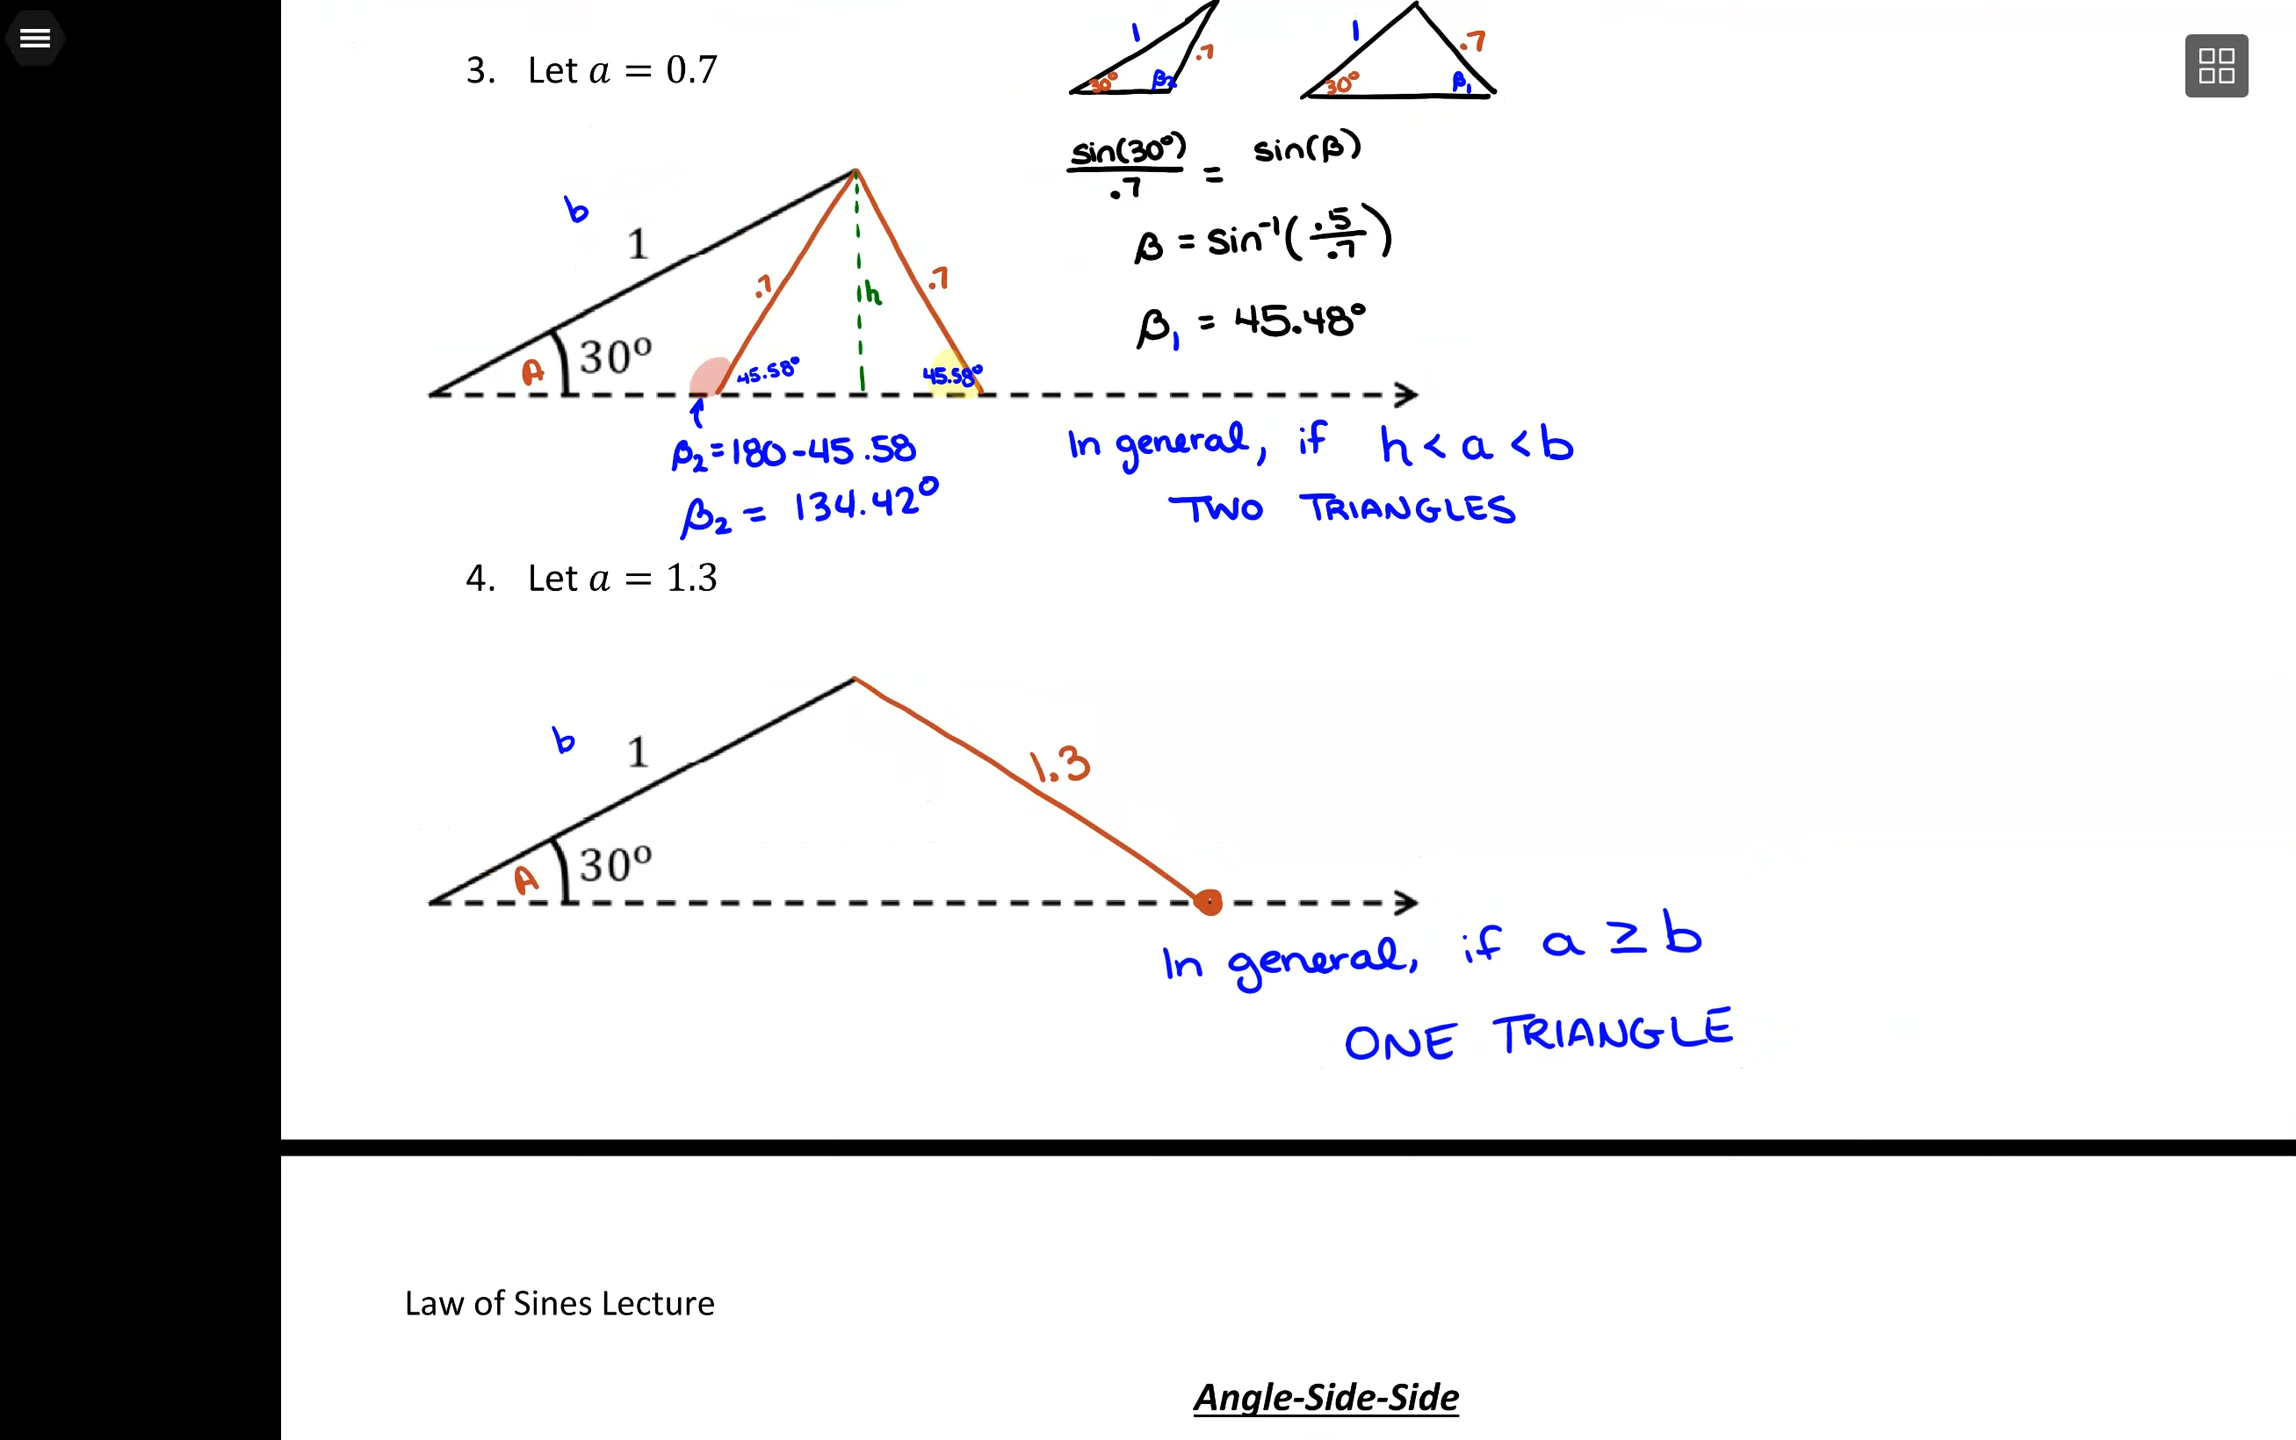 3. Let a = 0.7
1
.7
30°
β₂
1
.7
30°
β₁
sin(30°)
.7
= sin(β)
β = sin⁻¹(.5/.7)
β₁ = 45.48°
b
1
.7
h
.7
A
30°
45.58°
45.58°
β₂=180-45.58
β₂ = 134.42°
In general, if h < a < b
TWO TRIANGLES
4. Let a = 1.3
b
1
1.3
A
30°
In general, if a ≥ b
ONE TRIANGLE
Law of Sines Lecture
Angle-Side-Side